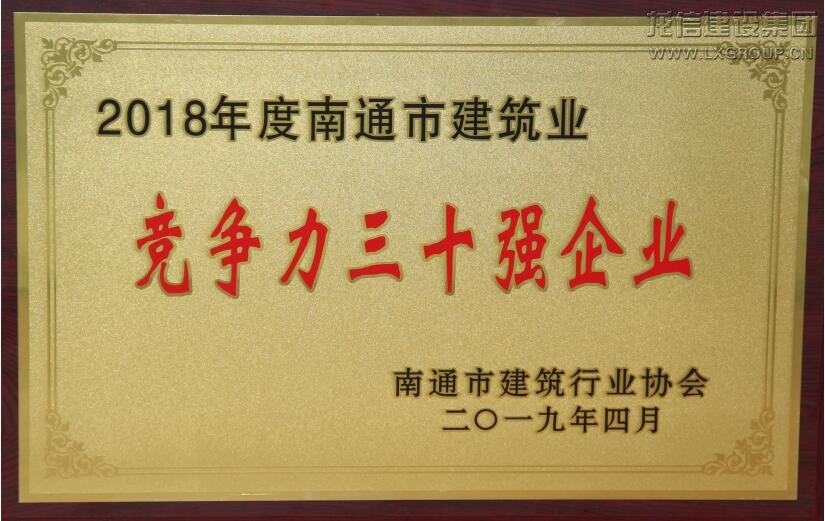 龙信建设集团
WWW.LXGROUP.CN
2018年度南通市建筑业
竞争力三十强企业
南通市建筑行业协会
二〇一九年四月